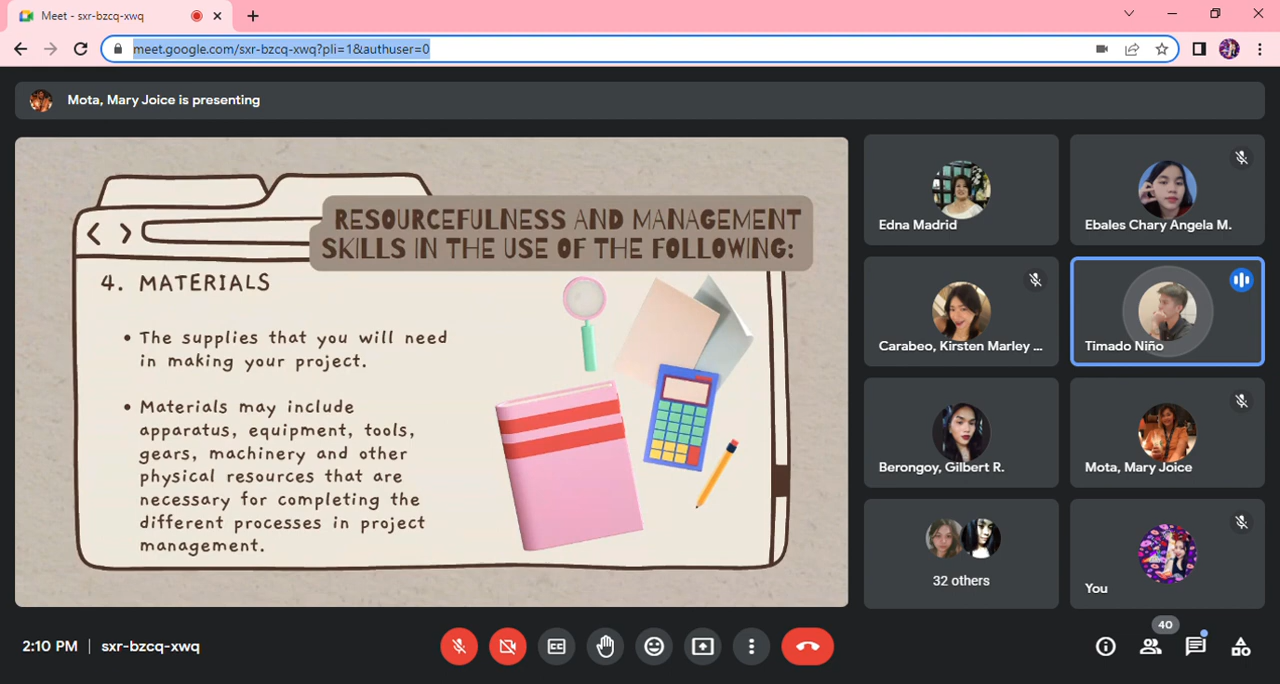 Meet - sxr-bzcq-xwq
meet.google.com/sxr-bzcq-xwq?pli=1&authuser=0
Mota, Mary Joice is presenting
RESOURCEFULNESS AND MANAGEMENT
SKILLS IN THE USE OF THE FOLLOWING:
4. MATERIALS
• The supplies that you will need
in making your project.
• Materials may include
apparatus, equipment, tools,
gears, machinery and other
physical resources that are
necessary for completing the
different processes in project
management.
Edna Madrid
Ebales Chary Angela M.
Carabeo, Kirsten Marley ...
Timado Niño
Berongoy, Gilbert R.
Mota, Mary Joice
32 others
You
2:10 PM | sxr-bzcq-xwq
CC
40